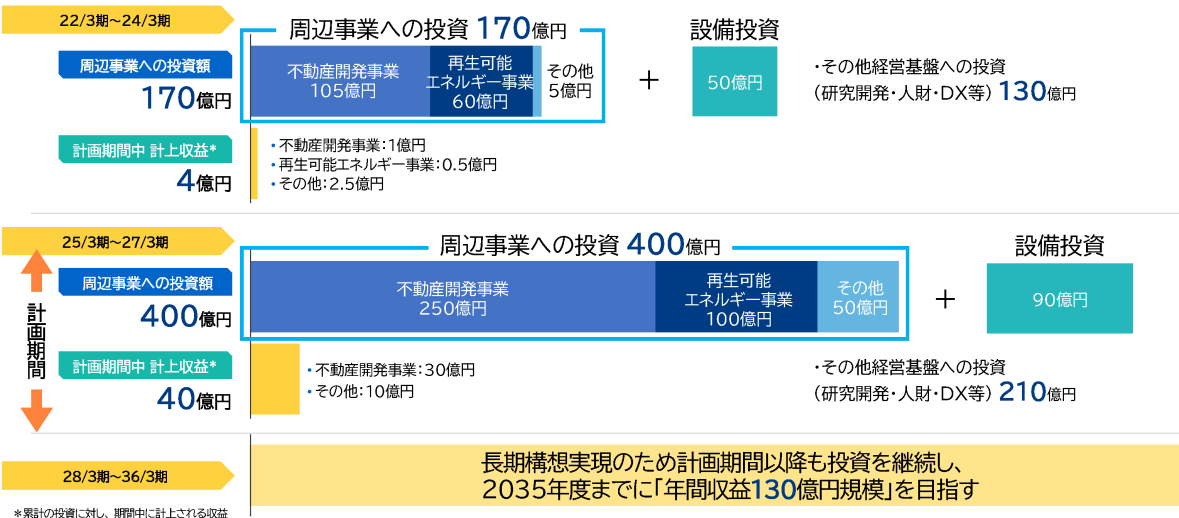 22/3期～24/3期
周辺事業への投資 170億円
設備投資
周辺事業への投資額
170億円
不動産開発事業
105億円
再生可能
エネルギー事業
60億円
その他
5億円
+
50億円
・その他経営基盤への投資
（研究開発・人財・DX等）130億円
計画期間中 計上収益*
4億円
・不動産開発事業：1億円
・再生可能エネルギー事業：0.5億円
・その他：2.5億円
25/3期～27/3期
周辺事業への投資 400億円
設備投資
計画期間
周辺事業への投資額
400億円
不動産開発事業
250億円
再生可能
エネルギー事業
100億円
その他
50億円
+
90億円
計画期間中 計上収益*
40億円
・不動産開発事業：30億円
・その他：10億円
・その他経営基盤への投資
（研究開発・人財・DX等）210億円
28/3期～36/3期
長期構想実現のため計画期間以降も投資を継続し、
2035年度までに「年間収益130億円規模」を目指す
＊累計の投資に対し、期間中に計上される収益